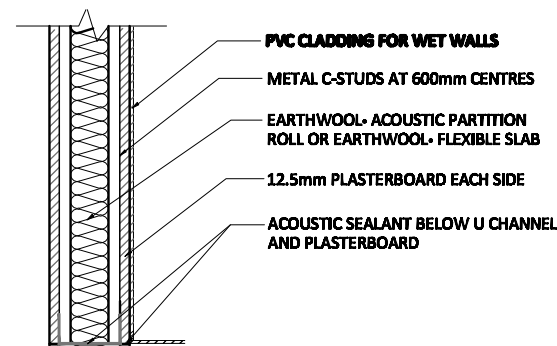 PVC CLADDING FOR WET WALLS
METAL C-STUDS AT 600mm CENTRES
EARTHWOOL• ACOUSTIC PARTITION
ROLL OR EARTHWOOL• FLEXIBLE SLAB
12.5mm PLASTERBOARD EACH SIDE
ACOUSTIC SEALANT BELOW U CHANNEL
AND PLASTERBOARD